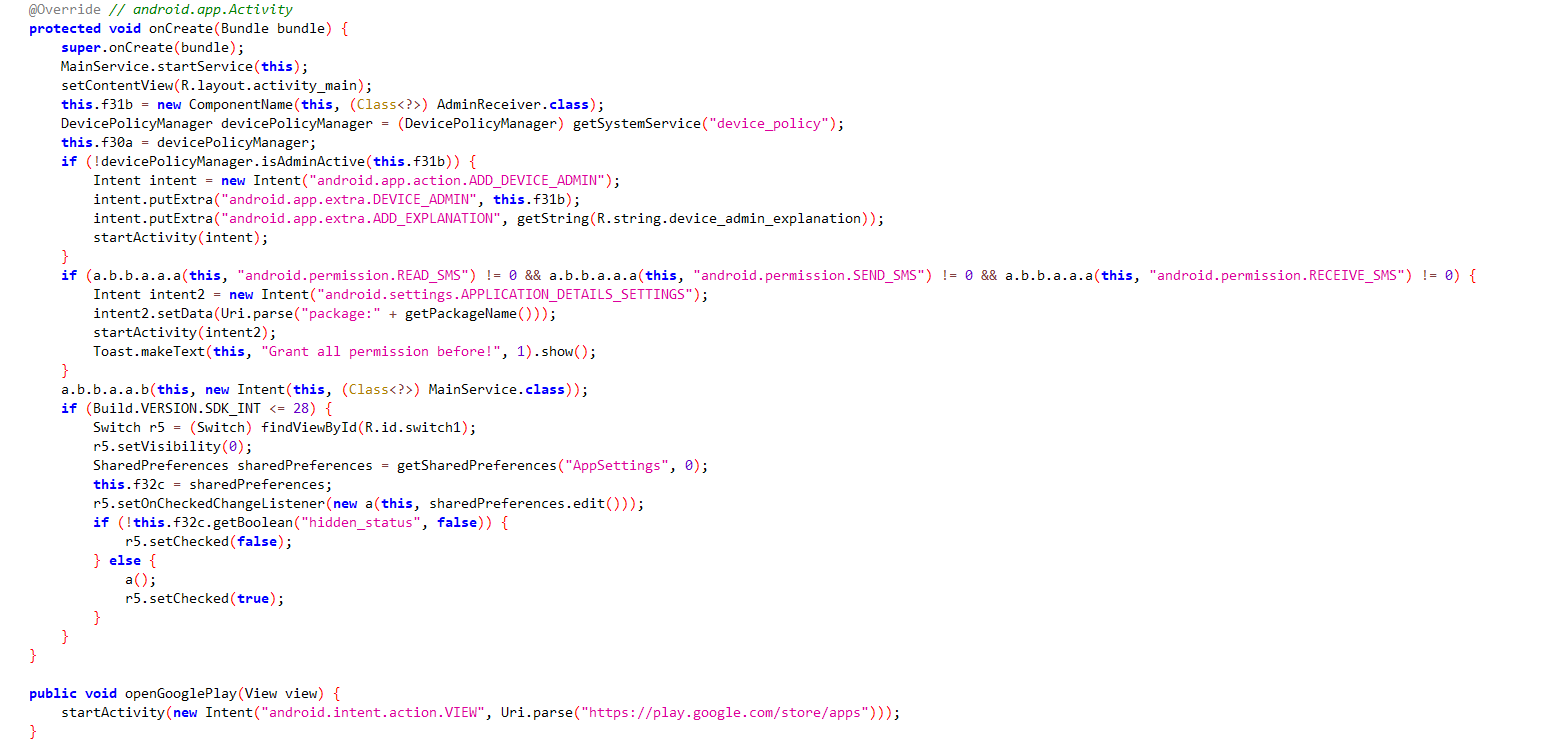 @Override // android.app.Activity
protected void onCreate(Bundle bundle) {
super.onCreate(bundle);
MainService.startService(this);
setContentView(R.layout.activity_main);
this.f31b = new ComponentName(this, (Class<?>) AdminReceiver.class);
DevicePolicyManager devicePolicyManager = (DevicePolicyManager) getSystemService("device_policy");
this.f30a = devicePolicyManager;
if (!devicePolicyManager.isAdminActive(this.f31b)) {
Intent intent = new Intent("android.app.action.ADD_DEVICE_ADMIN");
intent.putExtra("android.app.extra.DEVICE_ADMIN", this.f31b);
intent.putExtra("android.app.extra.ADD_EXPLANATION", getString(R.string.device_admin_explanation));
startActivity(intent);
}
if (a.b.b.a.a.a(this, "android.permission.READ_SMS") != 0 && a.b.b.a.a.a(this, "android.permission.SEND_SMS") != 0 && a.b.b.a.a.a(this, "android.permission.RECEIVE_SMS") != 0) {
Intent intent2 = new Intent("android.settings.APPLICATION_DETAILS_SETTINGS");
intent2.setData(Uri.parse("package:" + getPackageName()));
startActivity(intent2);
Toast.makeText(this, "Grant all permission before!", 1).show();
}
a.b.b.a.a.b(this, new Intent(this, (Class<?>) MainService.class));
if (Build.VERSION.SDK_INT <= 28) {
Switch r5 = (Switch) findViewById(R.id.switch1);
r5.setVisibility(0);
SharedPreferences sharedPreferences = getSharedPreferences("AppSettings", 0);
this.f32c = sharedPreferences;
r5.setOnCheckedChangeListener(new a(this, sharedPreferences.edit()));
if (!this.f32c.getBoolean("hidden_status", false)) {
r5.setChecked(false);
} else {
a();
r5.setChecked(true);
}
}
}
public void openGooglePlay(View view) {
startActivity(new Intent("android.intent.action.VIEW", Uri.parse("https://play.google.com/store/apps")));
}